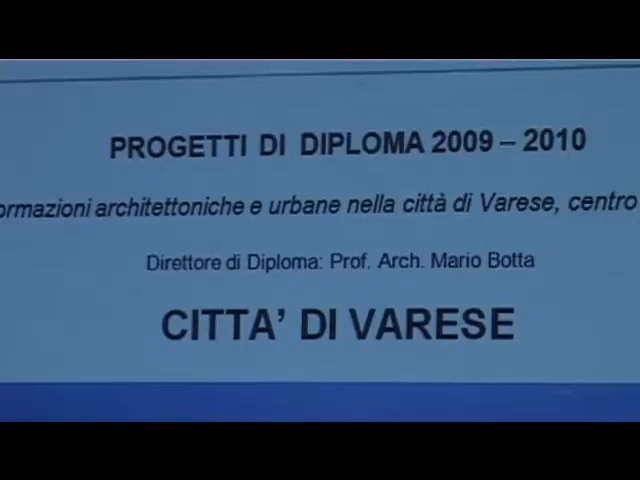 PROGETTI DI DIPLOMA 2009 – 2010
architettoniche e urbane nella città di Varese, centro
Direttore di Diploma: Prof. Arch. Mario Botta
CITTA' DI VARESE